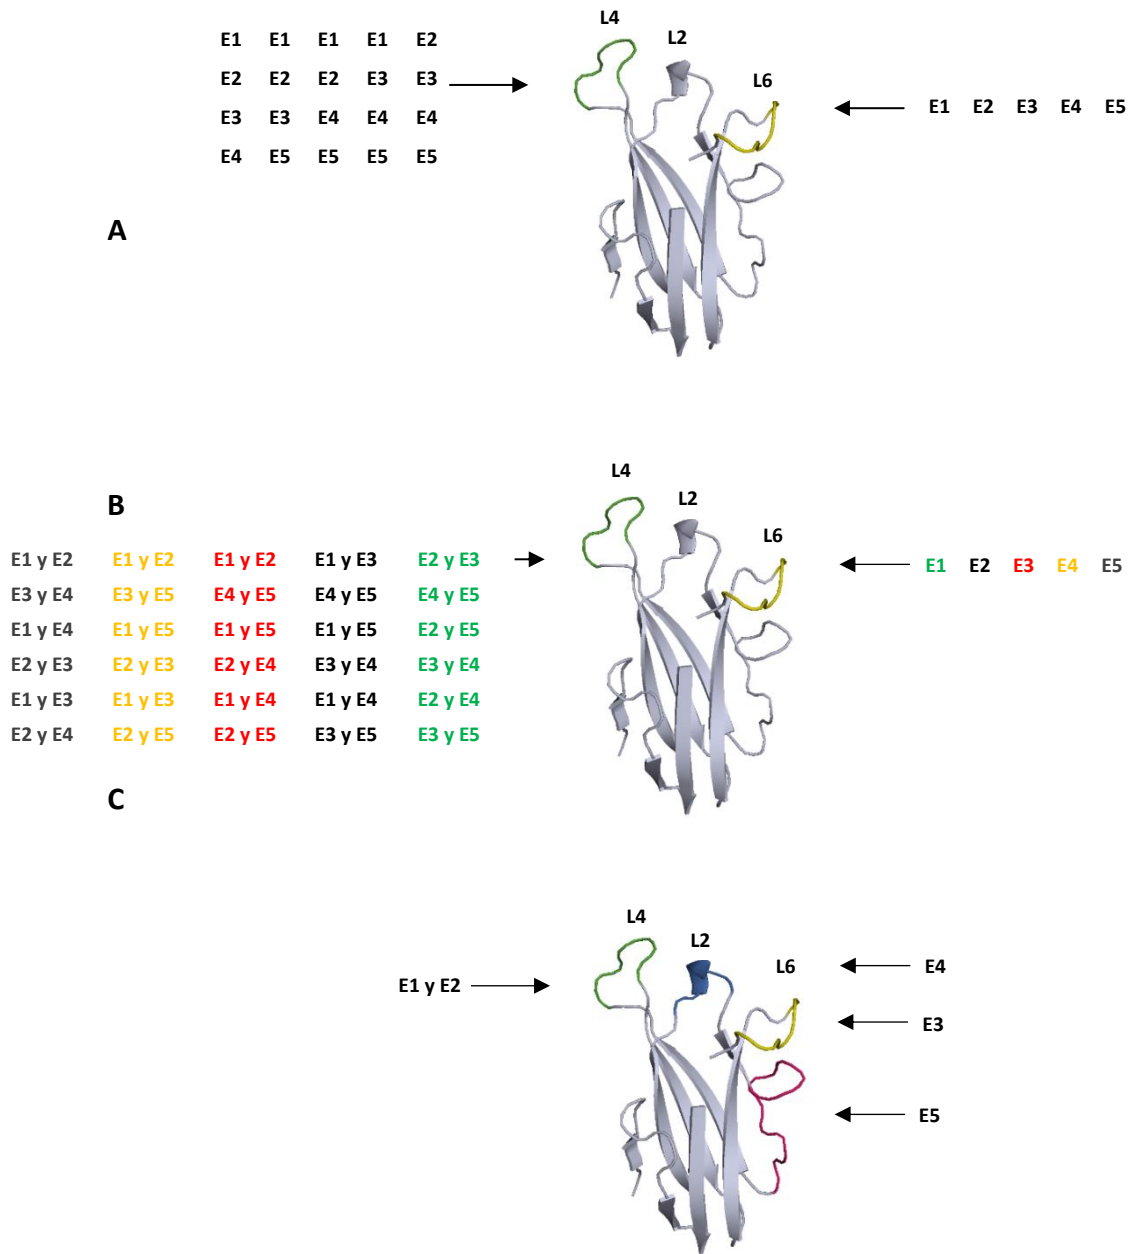 L4
L2
L6
E1 E1 E1 E1 E2
E2 E2 E2 E3 E3
E3 E3 E4 E4 E4
E4 E5 E5 E5 E5
E1 E2 E3 E4 E5
A
B
L4
L2
L6
E1 y E2 E1 y E2 E1 y E2 E1 y E3 E2 y E3
E3 y E4 E3 y E5 E4 y E5 E4 y E5 E4 y E5
E1 y E4 E1 y E5 E1 y E5 E1 y E5 E2 y E5
E2 y E3 E2 y E3 E2 y E4 E3 y E4 E3 y E4
E1 y E3 E1 y E3 E1 y E4 E1 y E4 E2 y E4
E2 y E4 E2 y E5 E2 y E5 E3 y E5 E3 y E5
E1 E2 E3 E4 E5
C
L4
L2
L6
E1 y E2
E4
E3
E5